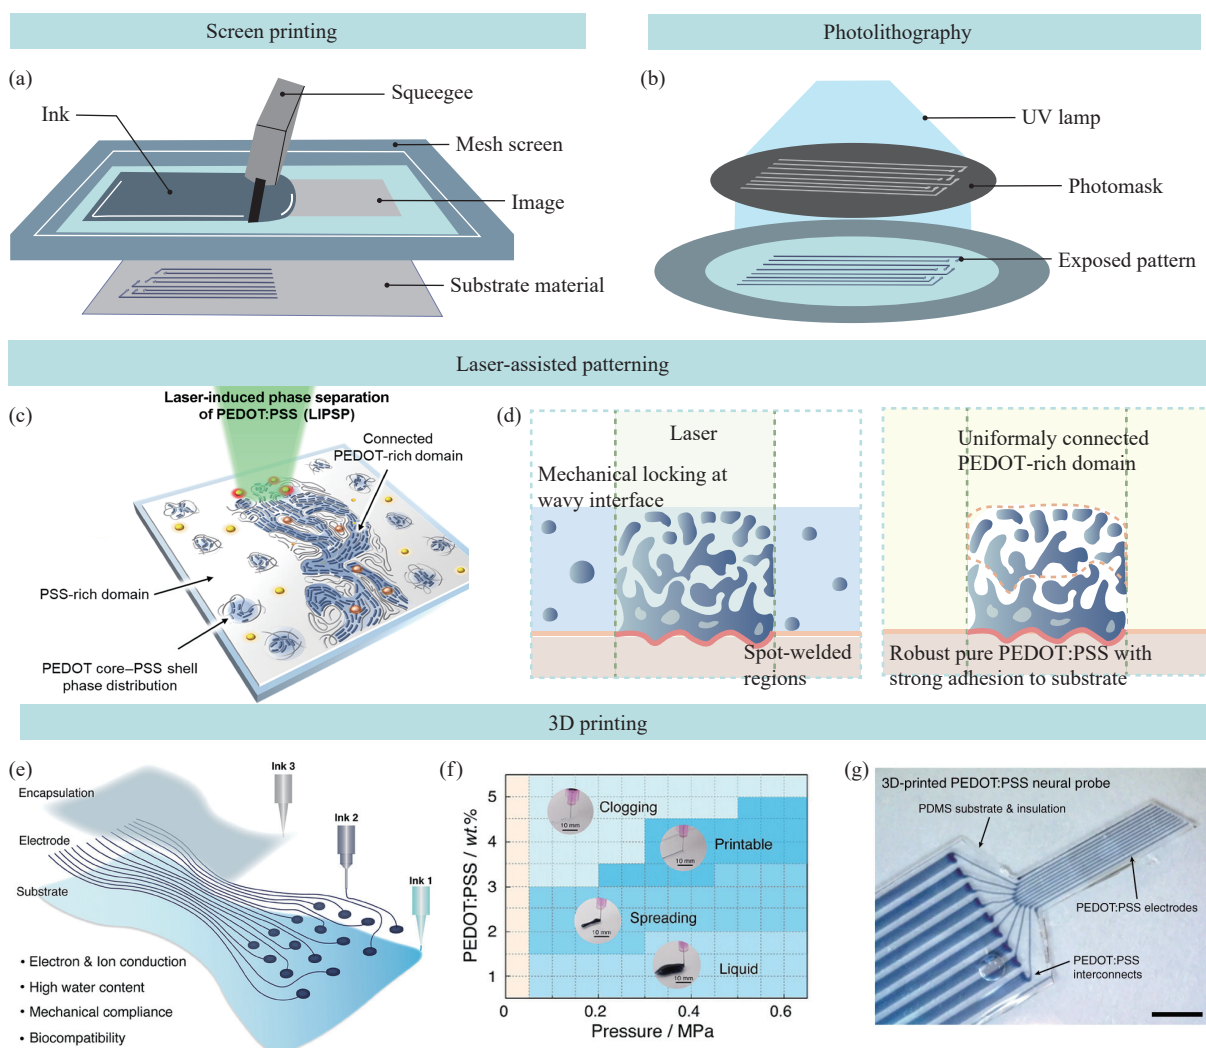 Screen printing
Photolithography
(a)
Squeegee
Ink
Mesh screen
Image
Substrate material
(b)
UV lamp
Photomask
Exposed pattern
Laser-assisted patterning
(c)
Laser-induced phase separation
of PEDOT:PSS (LIPSP)
Connected
PEDOT-rich domain
PSS-rich domain
PEDOT core–PSS shell
phase distribution
(d)
Laser
Mechanical locking at
wavy interface
Spot-welded
regions
Uniformaly connected
PEDOT-rich domain
Robust pure PEDOT:PSS with
strong adhesion to substrate
3D printing
(e)
Ink 3
Encapsulation
Ink 2
Electrode
Ink 1
Substrate
• Electron & Ion conduction
• High water content
• Mechanical compliance
• Biocompatibility
(f)
PEDOT:PSS / wt.%
5
4
3
2
1
Clogging
10 mm
Printable
10 mm
Spreading
10 mm
Liquid
10 mm
0.2
0.4
0.6
Pressure / MPa
(g)
3D-printed PEDOT:PSS neural probe
PDMS substrate & insulation
PEDOT:PSS electrodes
PEDOT:PSS
interconnects